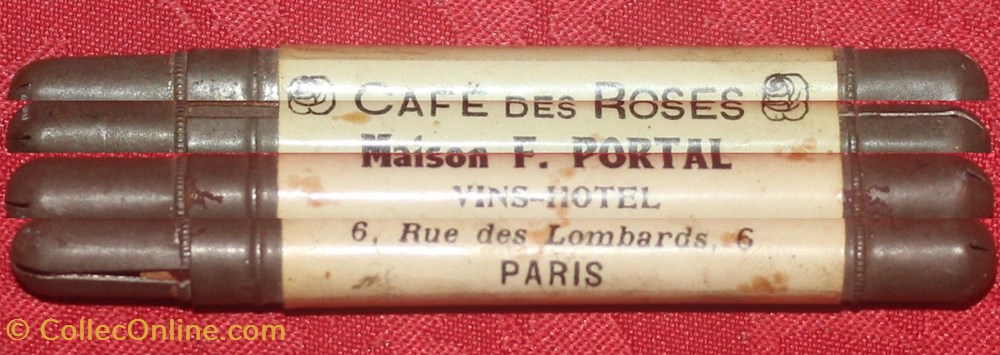 CAFÉ DES ROSES
Maison F. PORTAL
VINS-HOTEL
6, Rue des Lombards, 6
PARIS
© CollecOnline.com